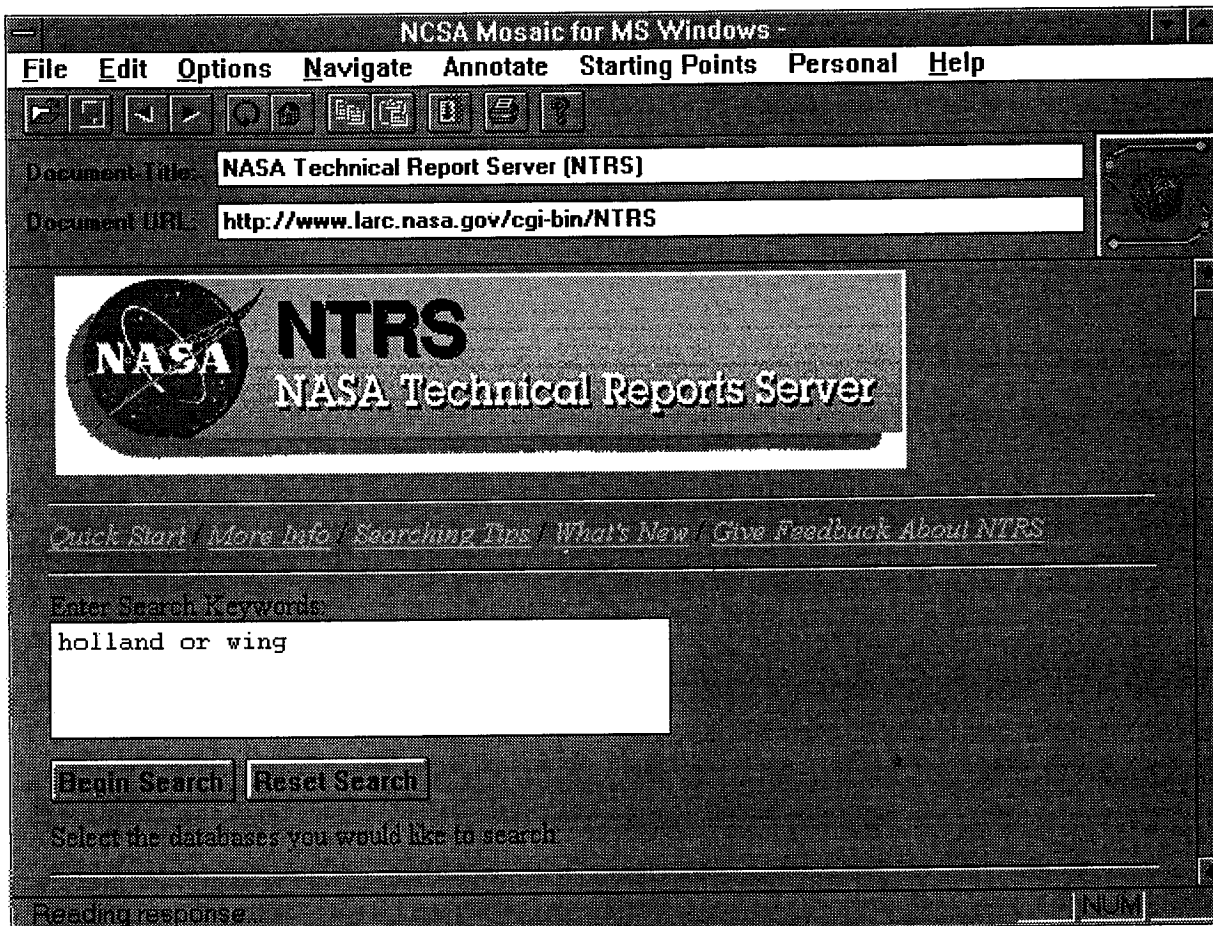 NCSA Mosaic for MS Windows -
File Edit Options Navigate Annotate Starting Points Personal Help
Document Title: NASA Technical Report Server (NTRS)
Document URL: http://www.larc.nasa.gov/cgi-bin/NTRS
NASA
NTRS
NASA Technical Reports Server
Quick Start / More Info / Searching Tips / What's New / Give Feedback About NTRS
Enter Search Keywords:
holland or wing
Begin Search Reset Search
Select the databases you would like to search.
Reading response... NUM